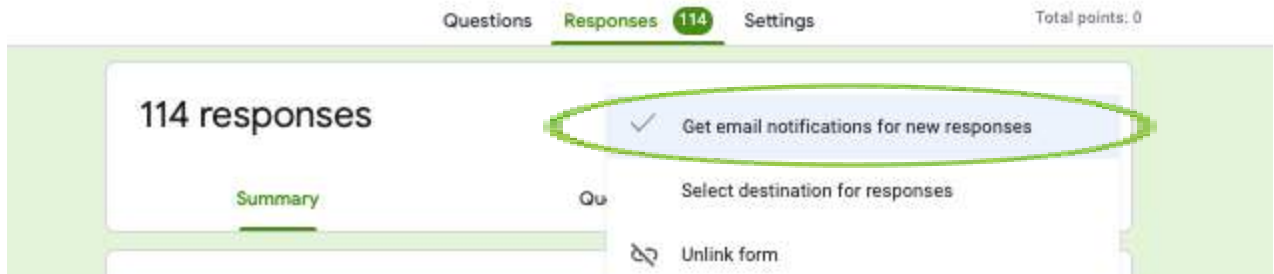 Questions Responses 114 Settings Total points: 0
114 responses
Get email notifications for new responses
Select destination for responses
Summary
Unlink form